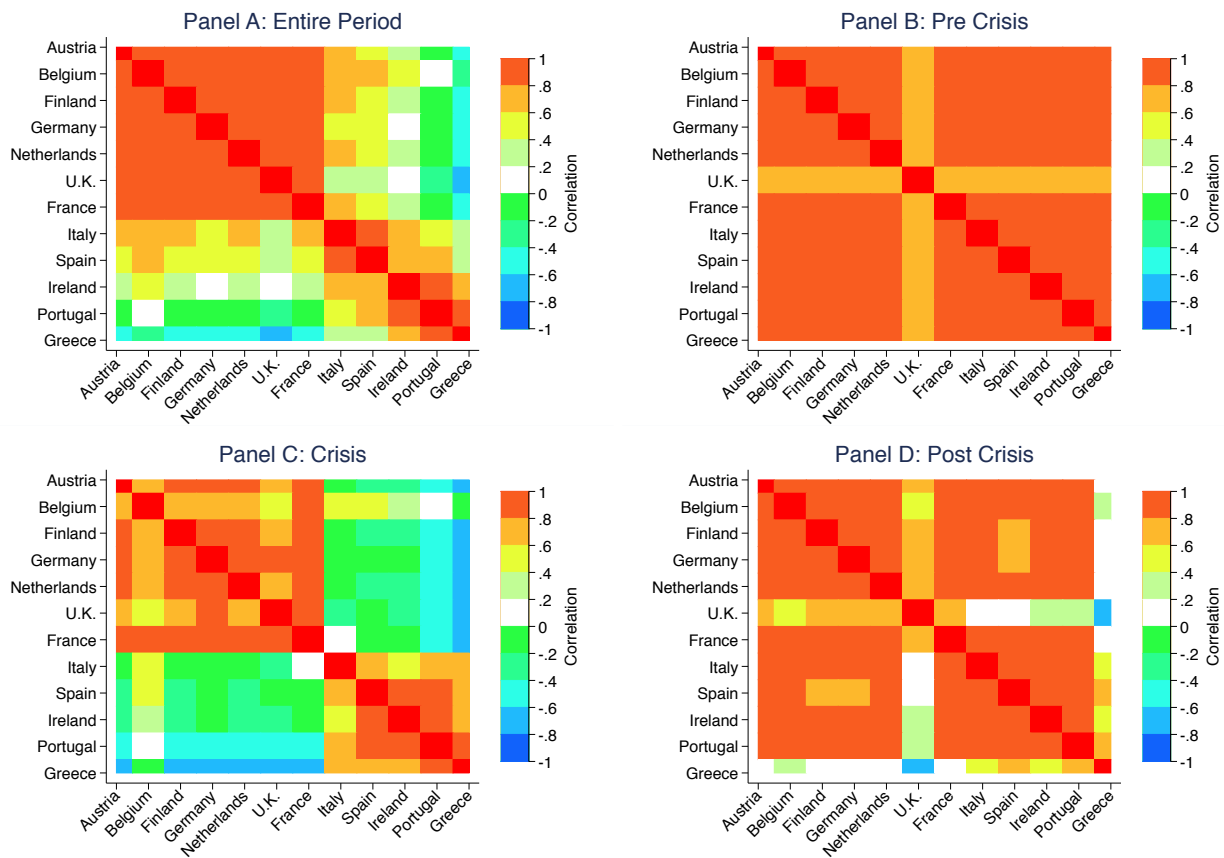 Panel A: Entire Period
Austria
Belgium
Finland
Germany
Netherlands
U.K.
France
Italy
Spain
Ireland
Portugal
Greece
Austria
Belgium
Finland
Germany
Netherlands
U.K.
France
Italy
Spain
Ireland
Portugal
Greece
1
.8
.6
.4
.2
0
-.2
-.4
-.6
-.8
-1
Correlation
Panel B: Pre Crisis
Austria
Belgium
Finland
Germany
Netherlands
U.K.
France
Italy
Spain
Ireland
Portugal
Greece
Austria
Belgium
Finland
Germany
Netherlands
U.K.
France
Italy
Spain
Ireland
Portugal
Greece
1
.8
.6
.4
.2
0
-.2
-.4
-.6
-.8
-1
Correlation
Panel C: Crisis
Austria
Belgium
Finland
Germany
Netherlands
U.K.
France
Italy
Spain
Ireland
Portugal
Greece
Austria
Belgium
Finland
Germany
Netherlands
U.K.
France
Italy
Spain
Ireland
Portugal
Greece
1
.8
.6
.4
.2
0
-.2
-.4
-.6
-.8
-1
Correlation
Panel D: Post Crisis
Austria
Belgium
Finland
Germany
Netherlands
U.K.
France
Italy
Spain
Ireland
Portugal
Greece
Austria
Belgium
Finland
Germany
Netherlands
U.K.
France
Italy
Spain
Ireland
Portugal
Greece
1
.8
.6
.4
.2
0
-.2
-.4
-.6
-.8
-1
Correlation